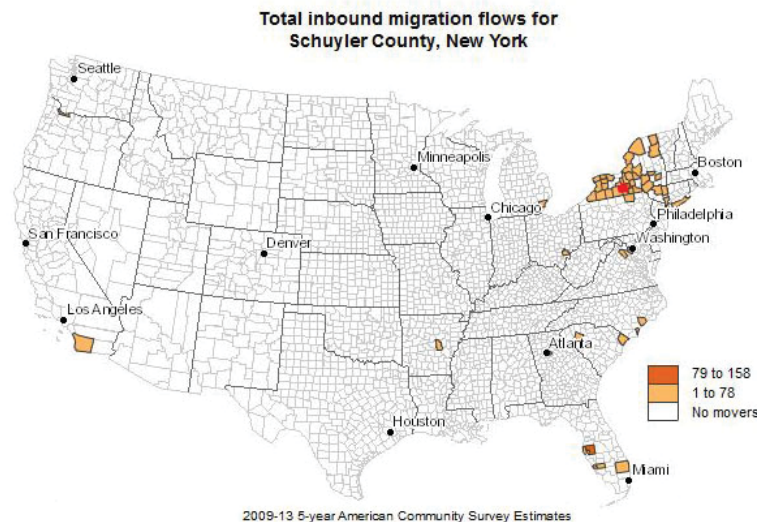 Total inbound migration flows for
Schuyler County, New York
Seattle
Minneapolis
Boston
Chicago
Philadelphia
San Francisco
Denver
Washington
Los Angeles
Atlanta
79 to 158
1 to 78
No movers
Houston
Miami
2009-13 5-year American Community Survey Estimates